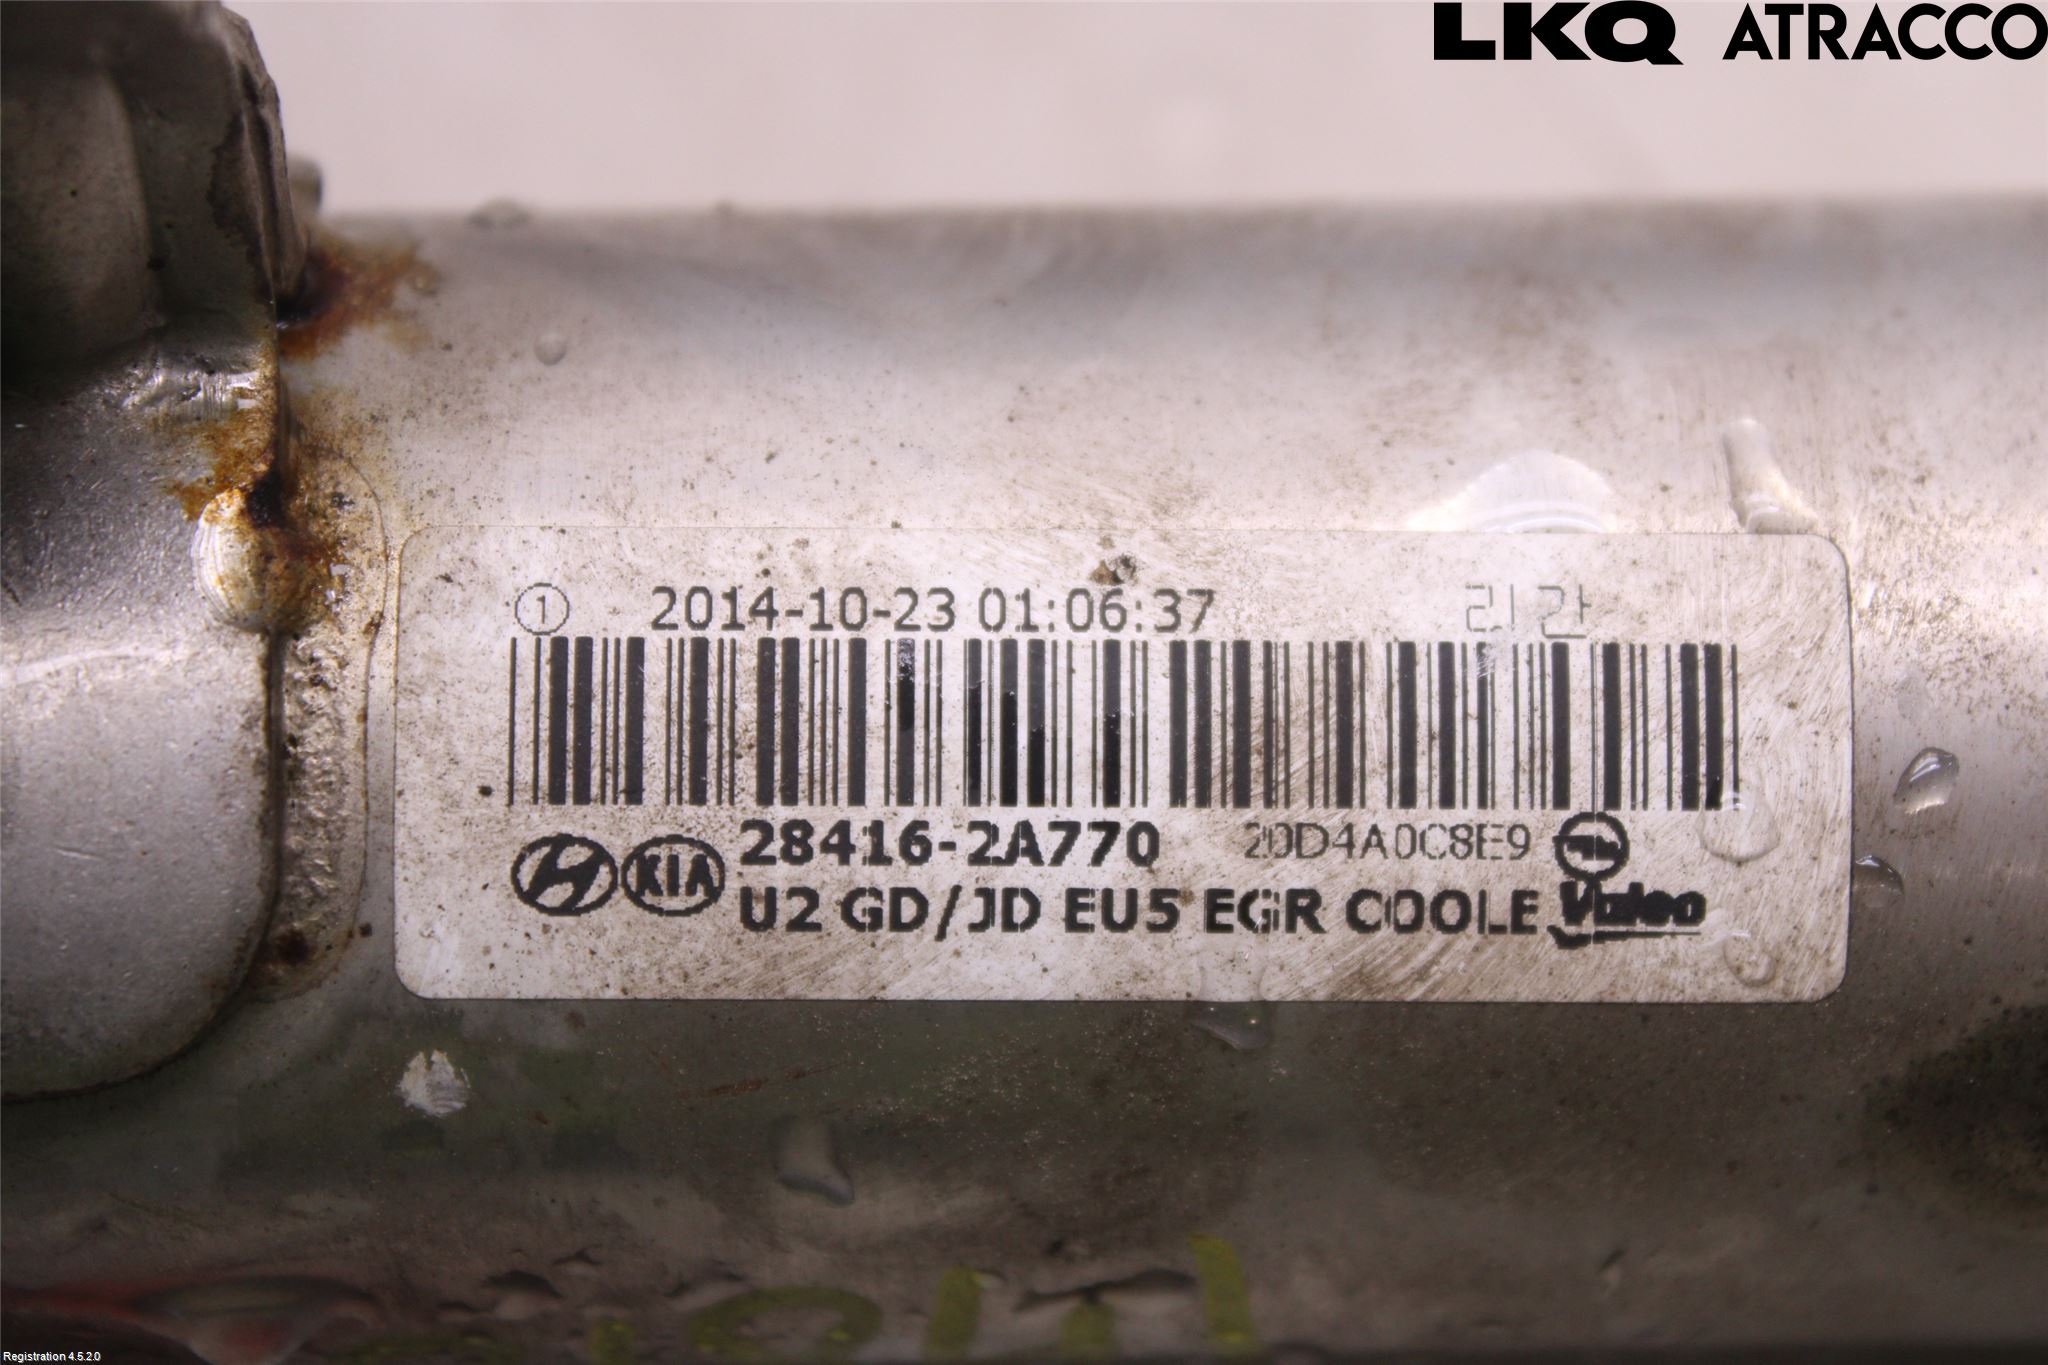 LKQ ATRACCO
1 2014-10-23 01:06:37
28416-2A770 20D4A0C8E9
KIA
U2 GD/JD EU5 EGR COOLE Valeo
Registration 4.5.2.0